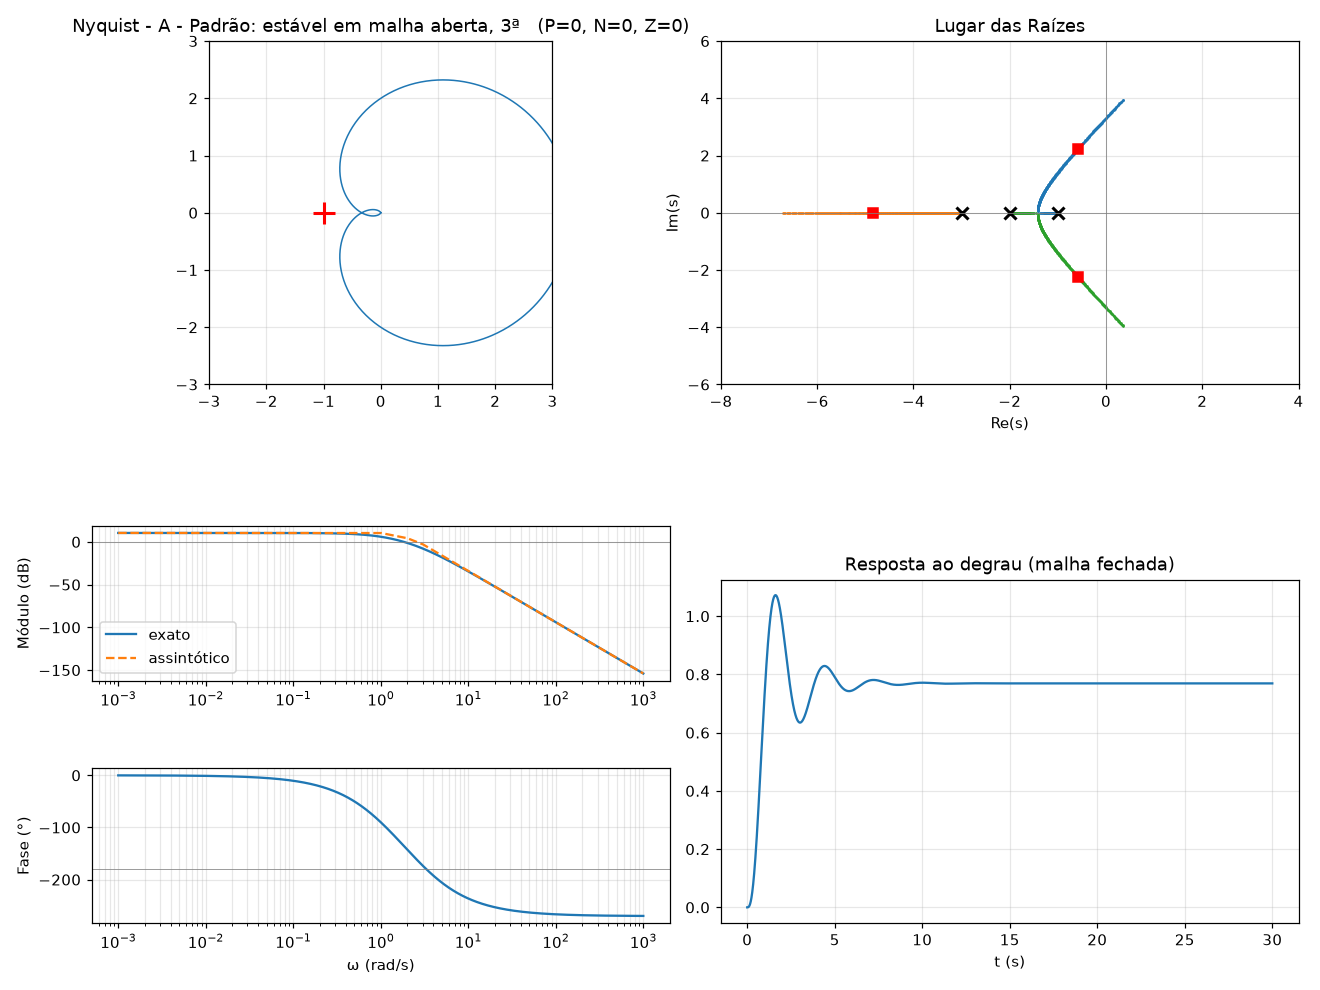 Nyquist - A - Padrão: estável em malha aberta, 3ª   (P=0, N=0, Z=0)
3
2
1
0
−1
−2
−3
−3 −2 −1 0 1 2 3
Lugar das Raízes
Im(s)
6
4
2
0
−2
−4
−6
−8 −6 −4 −2 0 2 4
Re(s)
Módulo (dB)
0
−50
−100
−150
exato
assintótico
10⁻³ 10⁻² 10⁻¹ 10⁰ 10¹ 10² 10³
Fase (°)
0
−100
−200
10⁻³ 10⁻² 10⁻¹ 10⁰ 10¹ 10² 10³
ω (rad/s)
Resposta ao degrau (malha fechada)
1.0
0.8
0.6
0.4
0.2
0.0
0 5 10 15 20 25 30
t (s)